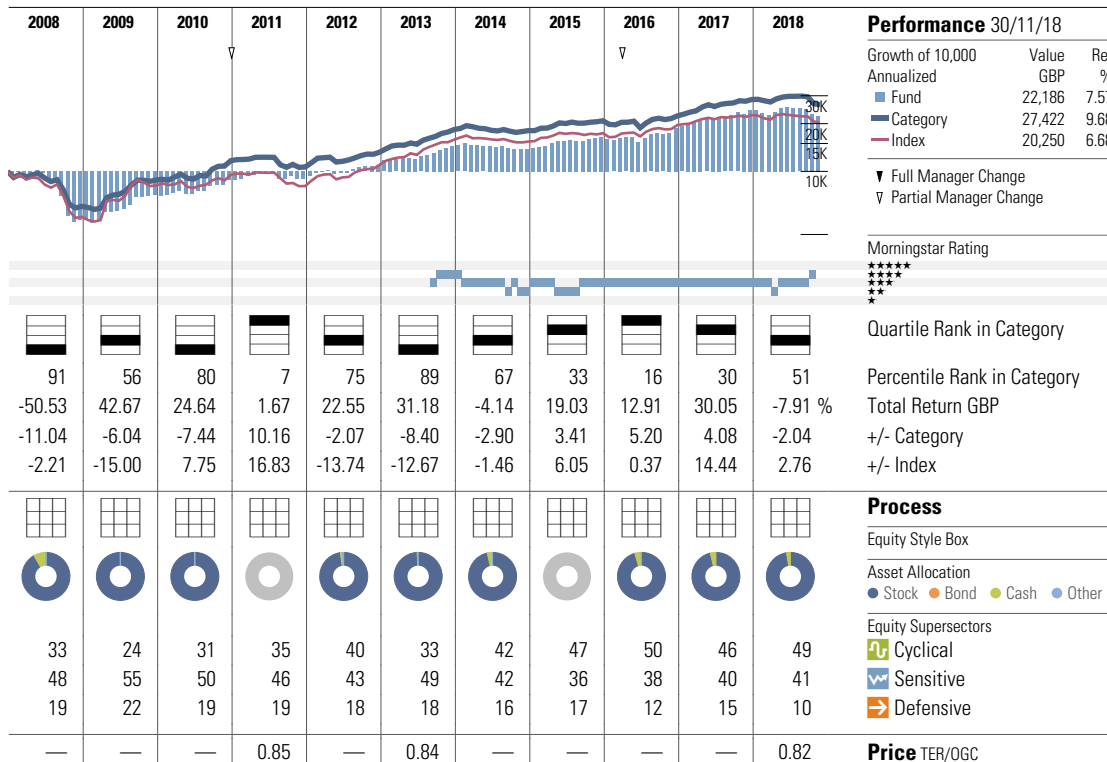 2008 2009 2010 2011 2012 2013 2014 2015 2016 2017 2018
Performance 30/11/18
Growth of 10,000 Value Re
Annualized GBP %
Fund 22,186 7.57
Category 27,422 9.68
Index 20,250 6.68
30K
20K
15K
10K
Full Manager Change
Partial Manager Change
Morningstar Rating
★★★★★
★★★★
★★★
★★
★
Quartile Rank in Category
91 56 80 7 75 89 67 33 16 30 51 Percentile Rank in Category
-50.53 42.67 24.64 1.67 22.55 31.18 -4.14 19.03 12.91 30.05 -7.91 % Total Return GBP
-11.04 -6.04 -7.44 10.16 -2.07 -8.40 -2.90 3.41 5.20 4.08 -2.04 +/- Category
-2.21 -15.00 7.75 16.83 -13.74 -12.67 -1.46 6.05 0.37 14.44 2.76 +/- Index
Process
Equity Style Box
Asset Allocation
Stock Bond Cash Other
Equity Supersectors
33 24 31 35 40 33 42 47 50 46 49 Cyclical
48 55 50 46 43 49 42 36 38 40 41 Sensitive
19 22 19 19 18 18 16 17 12 15 10 Defensive
— — — 0.85 — 0.84 — — — — 0.82 Price TER/OGC